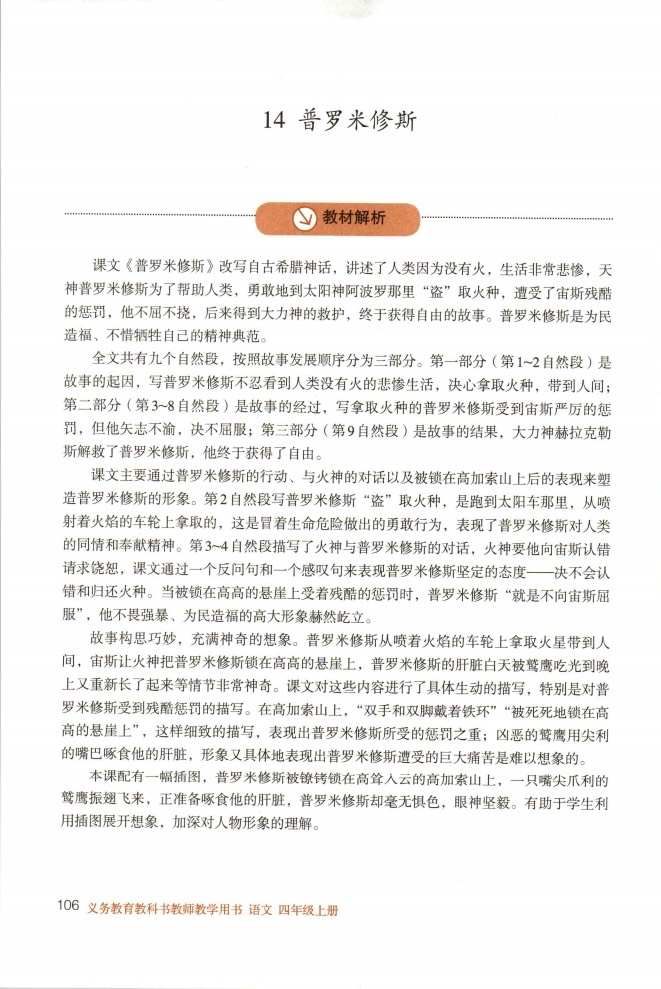 14 普罗米修斯
教材解析
课文《普罗米修斯》改写自古希腊神话，讲述了人类因为没有火，生活非常悲惨，天
神普罗米修斯为了帮助人类，勇敢地到太阳神阿波罗那里“盗”取火种，遭受了宙斯残酷
的惩罚，他不屈不挠，后来得到大力神的救护，终于获得自由的故事。普罗米修斯是为民
造福、不惜牺牲自己的精神典范。
全文共有九个自然段，按照故事发展顺序分为三部分。第一部分（第1~2自然段）是
故事的起因，写普罗米修斯不忍看到人类没有火的悲惨生活，决心拿取火种，带到人间；
第二部分（第3~8自然段）是故事的经过，写拿取火种的普罗米修斯受到宙斯严厉的惩
罚，但他矢志不渝，决不屈服；第三部分（第9自然段）是故事的结果，大力神赫拉克勒
斯解救了普罗米修斯，他终于获得了自由。
课文主要通过普罗米修斯的行动、与火神的对话以及被锁在高加索山上后的表现来塑
造普罗米修斯的形象。第2自然段写普罗米修斯“盗”取火种，是跑到太阳车那里，从喷
射着火焰的车轮上拿取的，这是冒着生命危险做出的勇敢行为，表现了普罗米修斯对人类
的同情和奉献精神。第3~4自然段描写了火神与普罗米修斯的对话，火神要他向宙斯认错
请求饶恕，课文通过一个反问句和一个感叹句来表现普罗米修斯坚定的态度——决不会认
错和归还火种。当被锁在高高的悬崖上受着残酷的惩罚时，普罗米修斯“就是不向宙斯屈
服”，他不畏强暴、为民造福的高大形象赫然屹立。
故事构思巧妙，充满神奇的想象。普罗米修斯从喷着火焰的车轮上拿取火星带到人
间，宙斯让火神把普罗米修斯锁在高高的悬崖上，普罗米修斯的肝脏白天被鹫鹰吃光到晚
上又重新长了起来等情节非常神奇。课文对这些内容进行了具体生动的描写，特别是对普
罗米修斯受到残酷惩罚的描写。在高加索山上，“双手和双脚戴着铁环”“被死死地锁在高
高的悬崖上”，这样细致的描写，表现出普罗米修斯所受的惩罚之重；凶恶的鹫鹰用尖利
的嘴巴啄食他的肝脏，形象又具体地表现出普罗米修斯遭受的巨大痛苦是难以想象的。
本课配有一幅插图，普罗米修斯被镣铐锁在高耸入云的高加索山上，一只嘴尖爪利的
鹫鹰振翅飞来，正准备啄食他的肝脏，普罗米修斯却毫无惧色，眼神坚毅。有助于学生利
用插图展开想象，加深对人物形象的理解。
106 义务教育教科书教师教学用书 语文 四年级上册